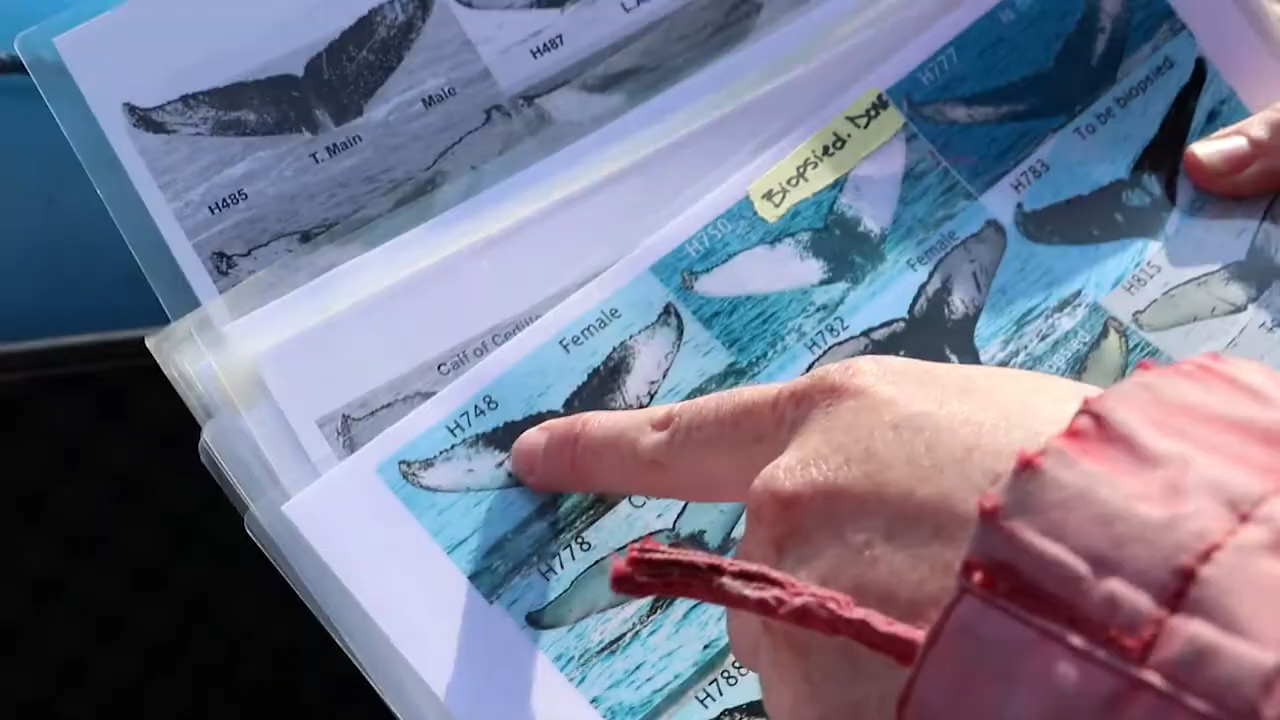 H487
Male
T. Main
H485
H777
To be biopsied
Biopsied. Done
H783
H750
Female
H815
H782
Calf of Cedilla
Female
H748
H778
H788